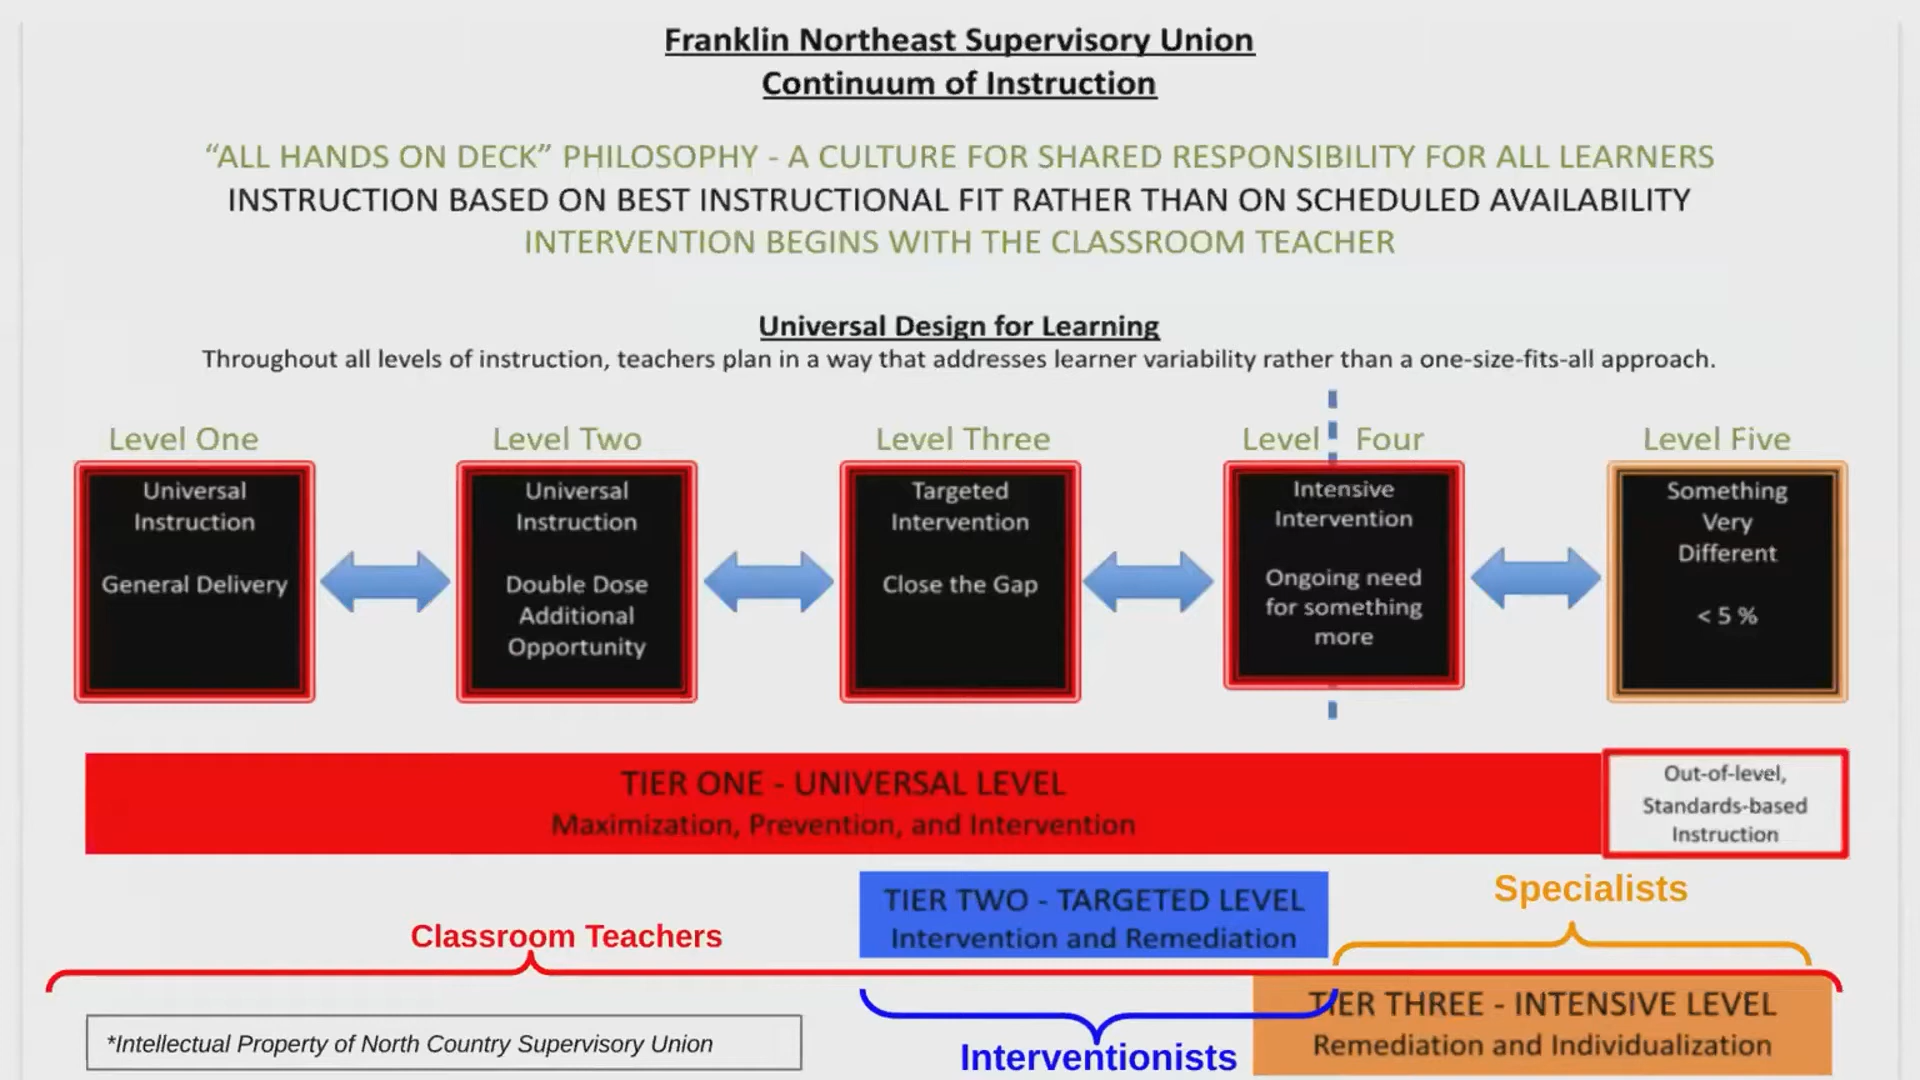 Franklin Northeast Supervisory Union
Continuum of Instruction
“ALL HANDS ON DECK” PHILOSOPHY - A CULTURE FOR SHARED RESPONSIBILITY FOR ALL LEARNERS
INSTRUCTION BASED ON BEST INSTRUCTIONAL FIT RATHER THAN ON SCHEDULED AVAILABILITY
INTERVENTION BEGINS WITH THE CLASSROOM TEACHER
Universal Design for Learning
Throughout all levels of instruction, teachers plan in a way that addresses learner variability rather than a one-size-fits-all approach.
Level One
Universal
Instruction
General Delivery
Level Two
Universal
Instruction
Double Dose
Additional
Opportunity
Level Three
Targeted
Intervention
Close the Gap
Level Four
Intensive
Intervention
Ongoing need
for something
more
Level Five
Something
Very
Different
< 5 %
TIER ONE - UNIVERSAL LEVEL
Maximization, Prevention, and Intervention
Out-of-level,
Standards-based
Instruction
TIER TWO - TARGETED LEVEL
Intervention and Remediation
Specialists
Classroom Teachers
TIER THREE - INTENSIVE LEVEL
Remediation and Individualization
Interventionists
*Intellectual Property of North Country Supervisory Union